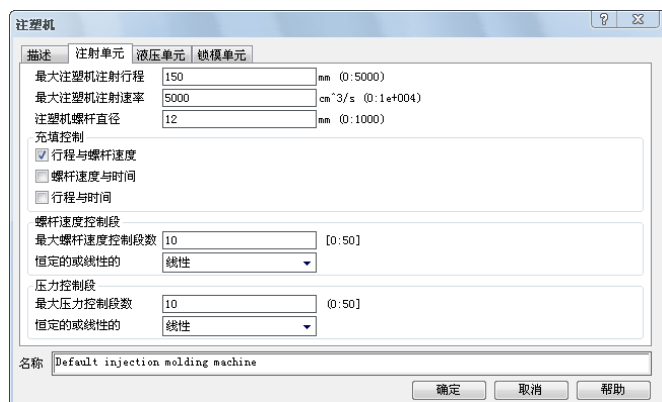 注塑机
描述 注射单元 液压单元 锁模单元
最大注塑机注射行程 150 mm (0:5000)
最大注塑机注射速率 5000 cm^3/s (0:1e+004)
注塑机螺杆直径 12 mm (0:1000)
充填控制
行程与螺杆速度
螺杆速度与时间
行程与时间
螺杆速度控制段
最大螺杆速度控制段数 10 [0:50]
恒定的或线性的 线性
压力控制段
最大压力控制段数 10 (0:50]
恒定的或线性的 线性
名称 Default injection molding machine
确定 取消 帮助